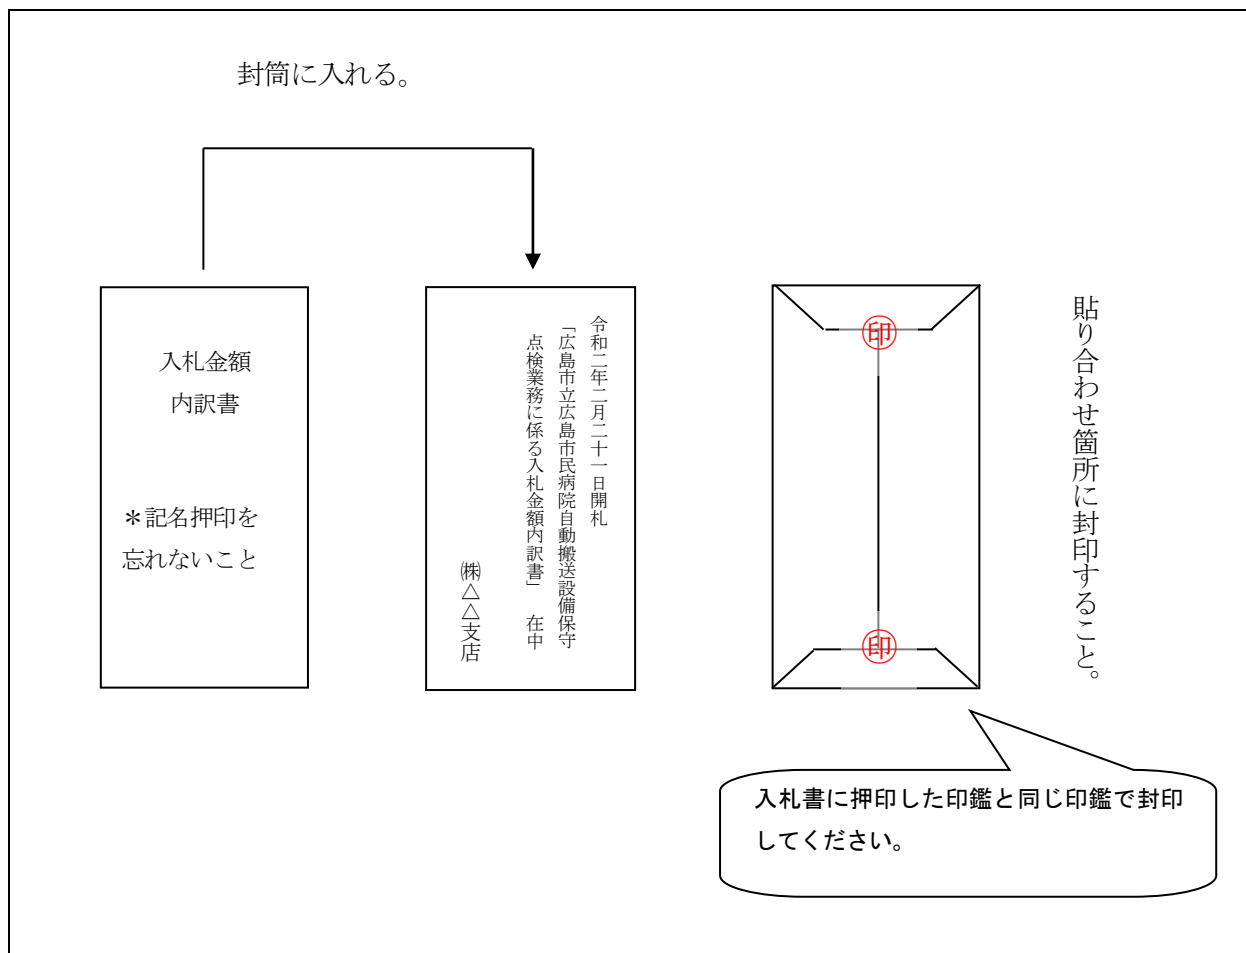 封筒に入れる。
入札金額
内訳書
＊記名押印を
忘れないこと
令和二年二月二十一日開札
「広島市立広島市民病院自動搬送設備保守
点検業務に係る入札金額内訳書」　在中
㈱△△支店
印
印
貼り合わせ箇所に封印すること。
入札書に押印した印鑑と同じ印鑑で封印
してください。